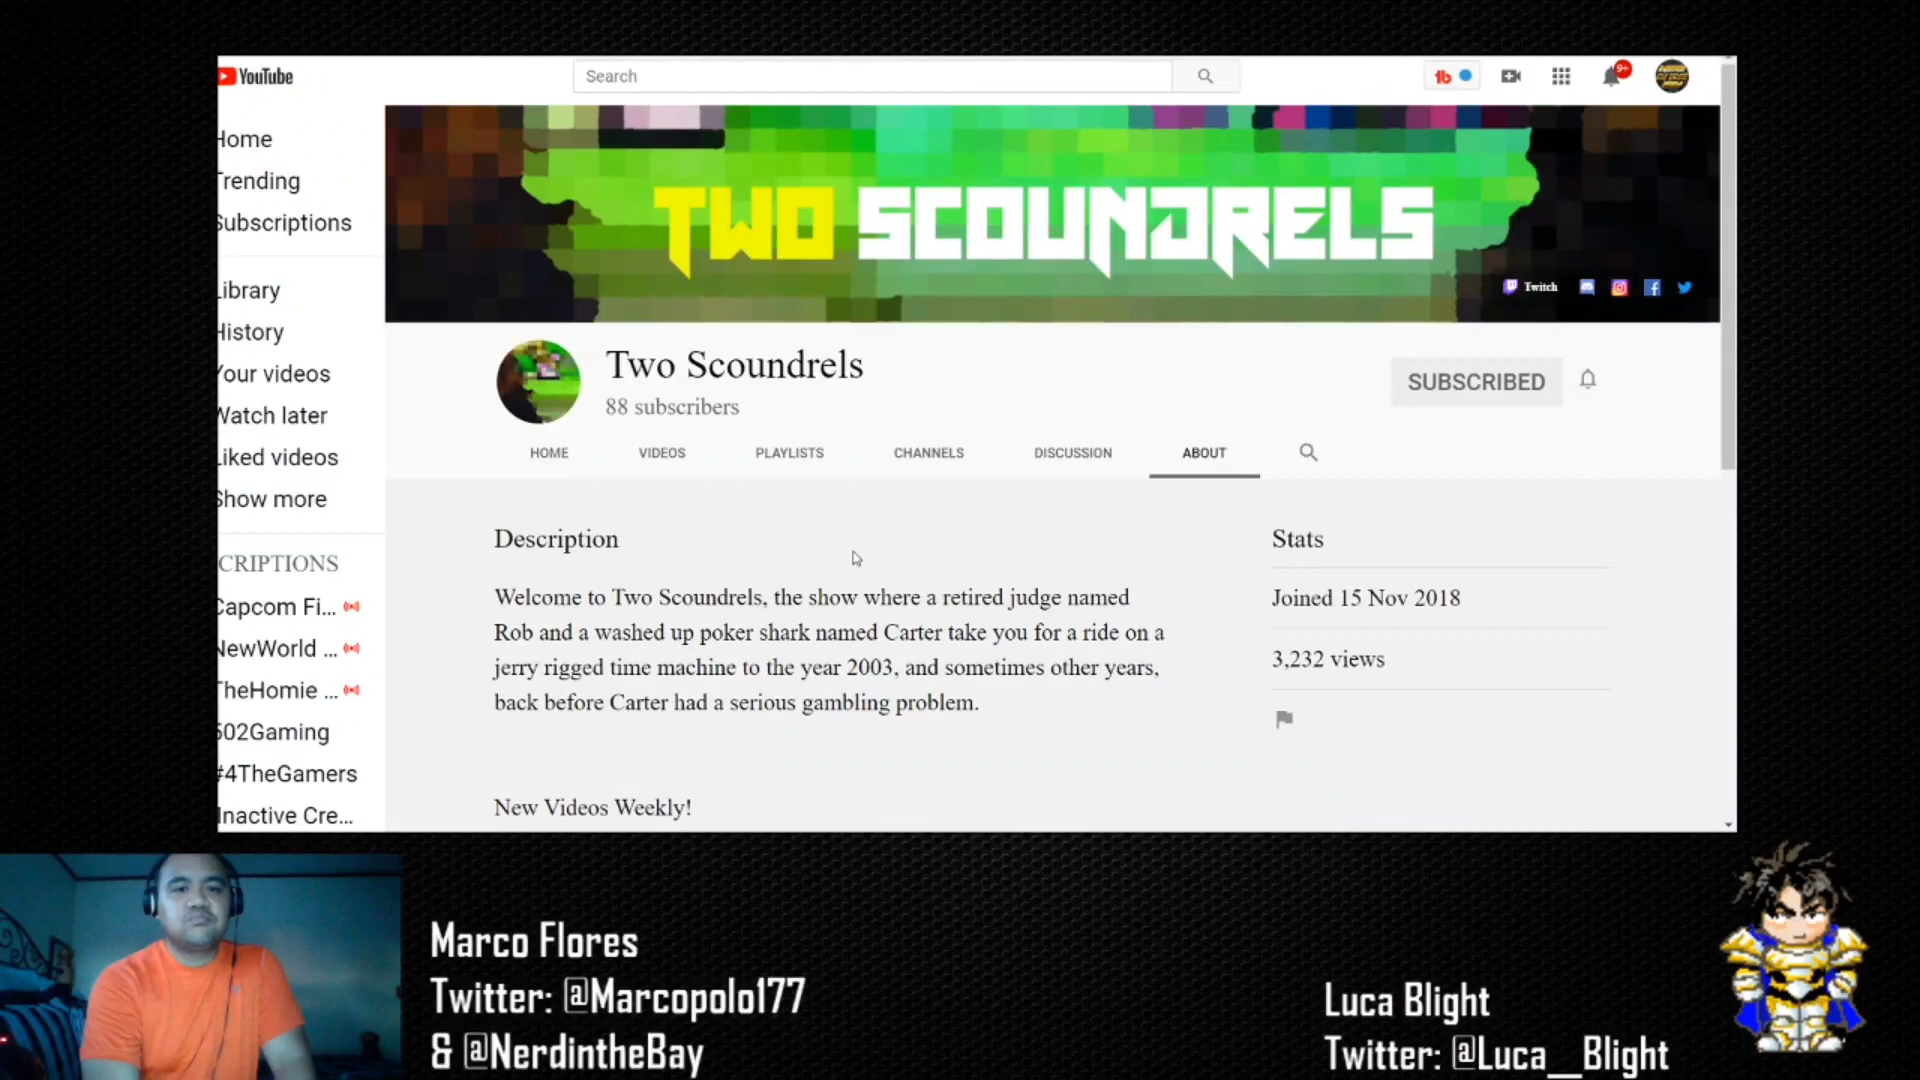 YouTube
Search
9+
Home
Trending
Subscriptions
Library
History
Your videos
Watch later
Liked videos
Show more
CRIPTIONS
Capcom Fi...
NewWorld ...
TheHomie ...
502Gaming
#4TheGamers
Inactive Cre...
TWO SCOUNDRELS
Twitch
Two Scoundrels
88 subscribers
SUBSCRIBED
HOME VIDEOS PLAYLISTS CHANNELS DISCUSSION ABOUT
Description
Welcome to Two Scoundrels, the show where a retired judge named
Rob and a washed up poker shark named Carter take you for a ride on a
jerry rigged time machine to the year 2003, and sometimes other years,
back before Carter had a serious gambling problem.
New Videos Weekly!
Stats
Joined 15 Nov 2018
3,232 views
Marco Flores
Twitter: @Marcopolo177
& @NerdintheBay
Luca Blight
Twitter: @Luca__Blight